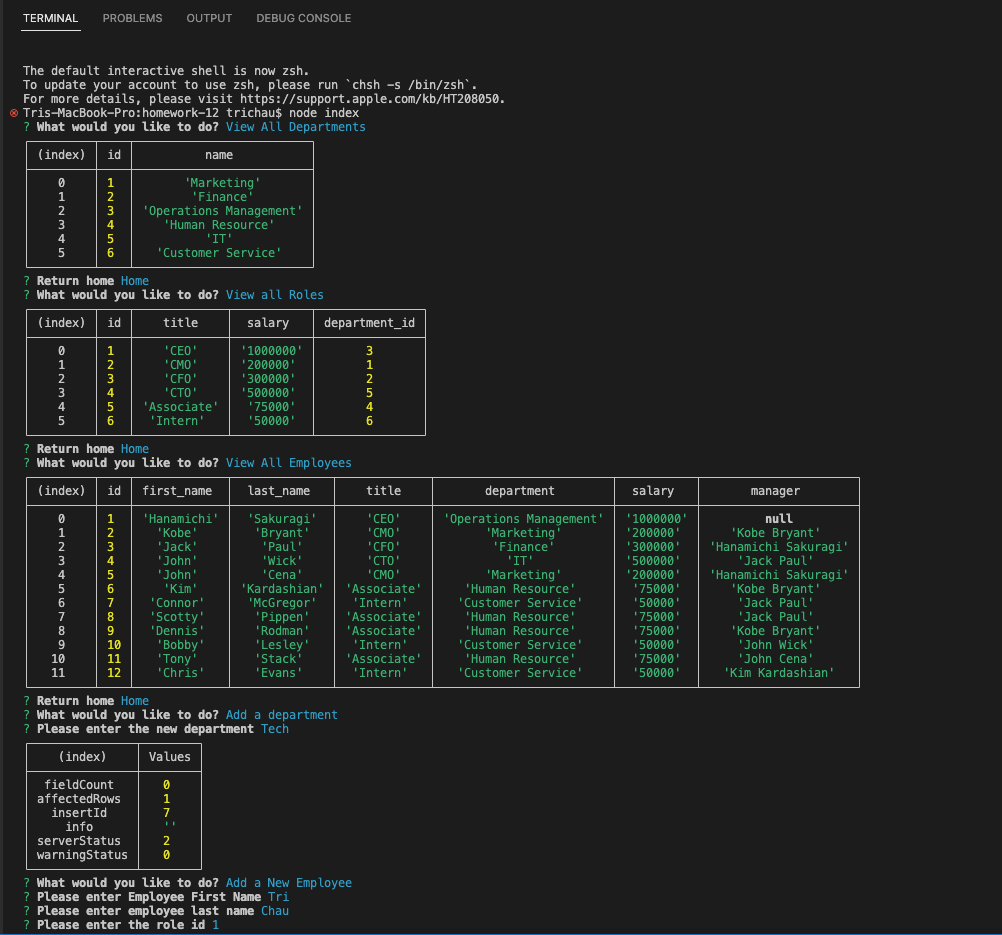 TERMINAL PROBLEMS OUTPUT DEBUG CONSOLE
The default interactive shell is now zsh.
To update your account to use zsh, please run `chsh -s /bin/zsh`.
For more details, please visit https://support.apple.com/kb/HT208050.
Tris-MacBook-Pro:homework-12 trichau$ node index
? What would you like to do? View All Departments
(index) id name
0 1 'Marketing'
1 2 'Finance'
2 3 'Operations Management'
3 4 'Human Resource'
4 5 'IT'
5 6 'Customer Service'
? Return home Home
? What would you like to do? View all Roles
(index) id title salary department_id
0 1 'CEO' '1000000' 3
1 2 'CMO' '200000' 1
2 3 'CFO' '300000' 2
3 4 'CTO' '500000' 5
4 5 'Associate' '75000' 4
5 6 'Intern' '50000' 6
? Return home Home
? What would you like to do? View All Employees
(index) id first_name last_name title department salary manager
0 1 'Hanamichi' 'Sakuragi' 'CEO' 'Operations Management' '1000000' null
1 2 'Kobe' 'Bryant' 'CMO' 'Marketing' '200000' 'Kobe Bryant'
2 3 'Jack' 'Paul' 'CFO' 'Finance' '300000' 'Hanamichi Sakuragi'
3 4 'John' 'Wick' 'CTO' 'IT' '500000' 'Jack Paul'
4 5 'John' 'Cena' 'CMO' 'Marketing' '200000' 'Hanamichi Sakuragi'
5 6 'Kim' 'Kardashian' 'Associate' 'Human Resource' '75000' 'Kobe Bryant'
6 7 'Connor' 'McGregor' 'Intern' 'Customer Service' '50000' 'Jack Paul'
7 8 'Scotty' 'Pippen' 'Associate' 'Human Resource' '75000' 'Jack Paul'
8 9 'Dennis' 'Rodman' 'Associate' 'Human Resource' '75000' 'Kobe Bryant'
9 10 'Bobby' 'Lesley' 'Intern' 'Customer Service' '50000' 'John Wick'
10 11 'Tony' 'Stack' 'Associate' 'Human Resource' '75000' 'John Cena'
11 12 'Chris' 'Evans' 'Intern' 'Customer Service' '50000' 'Kim Kardashian'
? Return home Home
? What would you like to do? Add a department
? Please enter the new department Tech
(index) Values
fieldCount 0
affectedRows 1
insertId 7
info ''
serverStatus 2
warningStatus 0
? What would you like to do? Add a New Employee
? Please enter Employee First Name Tri
? Please enter employee last name Chau
? Please enter the role id 1